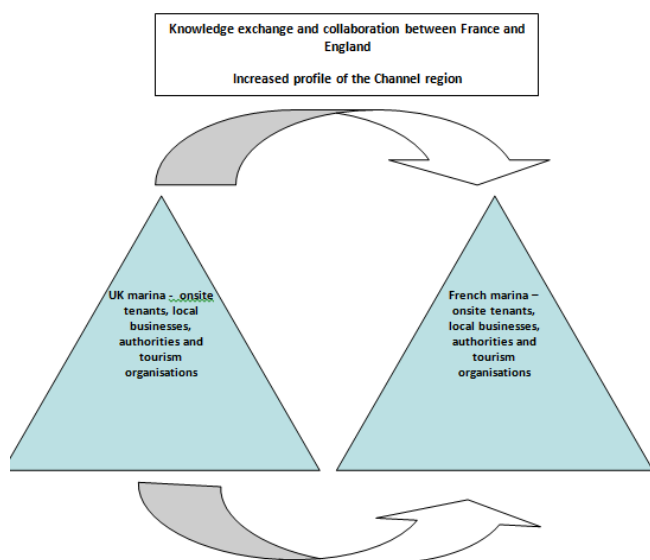 Knowledge exchange and collaboration between France and
England
Increased profile of the Channel region
UK marina - onsite
tenants, local
businesses,
authorities and
tourism
organisations
French marina –
onsite tenants,
local businesses,
authorities and
tourism
organisations